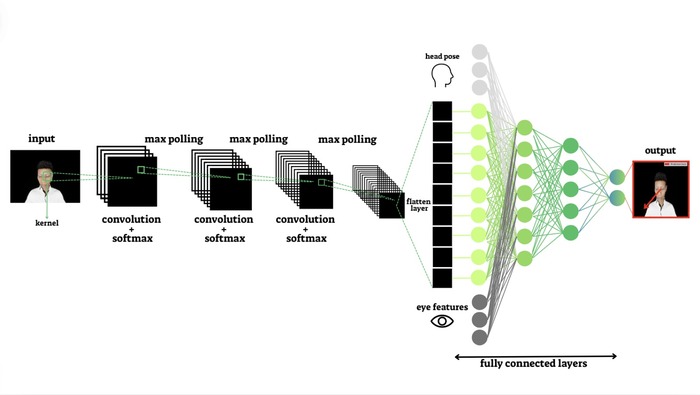 head pose
input
max polling
max polling
max polling
output
kernel
convolution
+
softmax
convolution
+
softmax
convolution
+
softmax
flatten
layer
eye features
fully connected layers